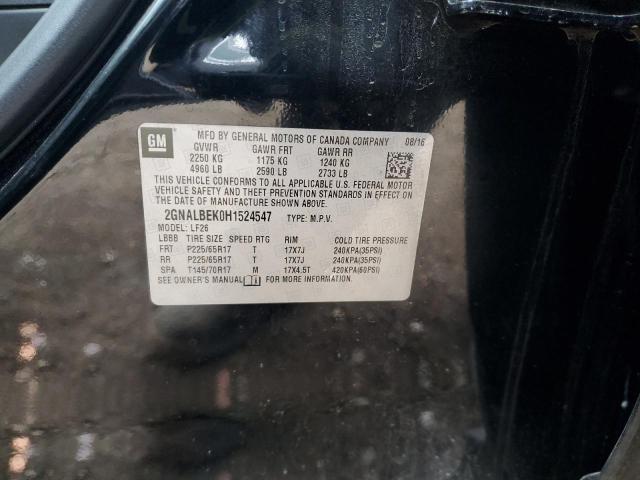 GM
MFD BY GENERAL MOTORS OF CANADA COMPANY 08/16
GVWR GAWR FRT GAWR RR
2250 KG 1175 KG 1240 KG
4960 LB 2590 LB 2733 LB
THIS VEHICLE CONFORMS TO ALL APPLICABLE U.S. FEDERAL MOTOR
VEHICLE SAFETY AND THEFT PREVENTION STANDARDS IN EFFECT ON
THE DATE OF MANUFACTURE SHOWN ABOVE.
2GNALBEK0H1524547 TYPE: M.P.V.
MODEL: LF26
LBBB TIRE SIZE SPEED RTG RIM COLD TIRE PRESSURE
FRT P225/65R17 T 17X7J 240KPA(35PSI)
RR P225/65R17 T 17X7J 240KPA(35PSI)
SPA T145/70R17 M 17X4.5T 420KPA(60PSI)
SEE OWNER'S MANUAL FOR MORE INFORMATION.